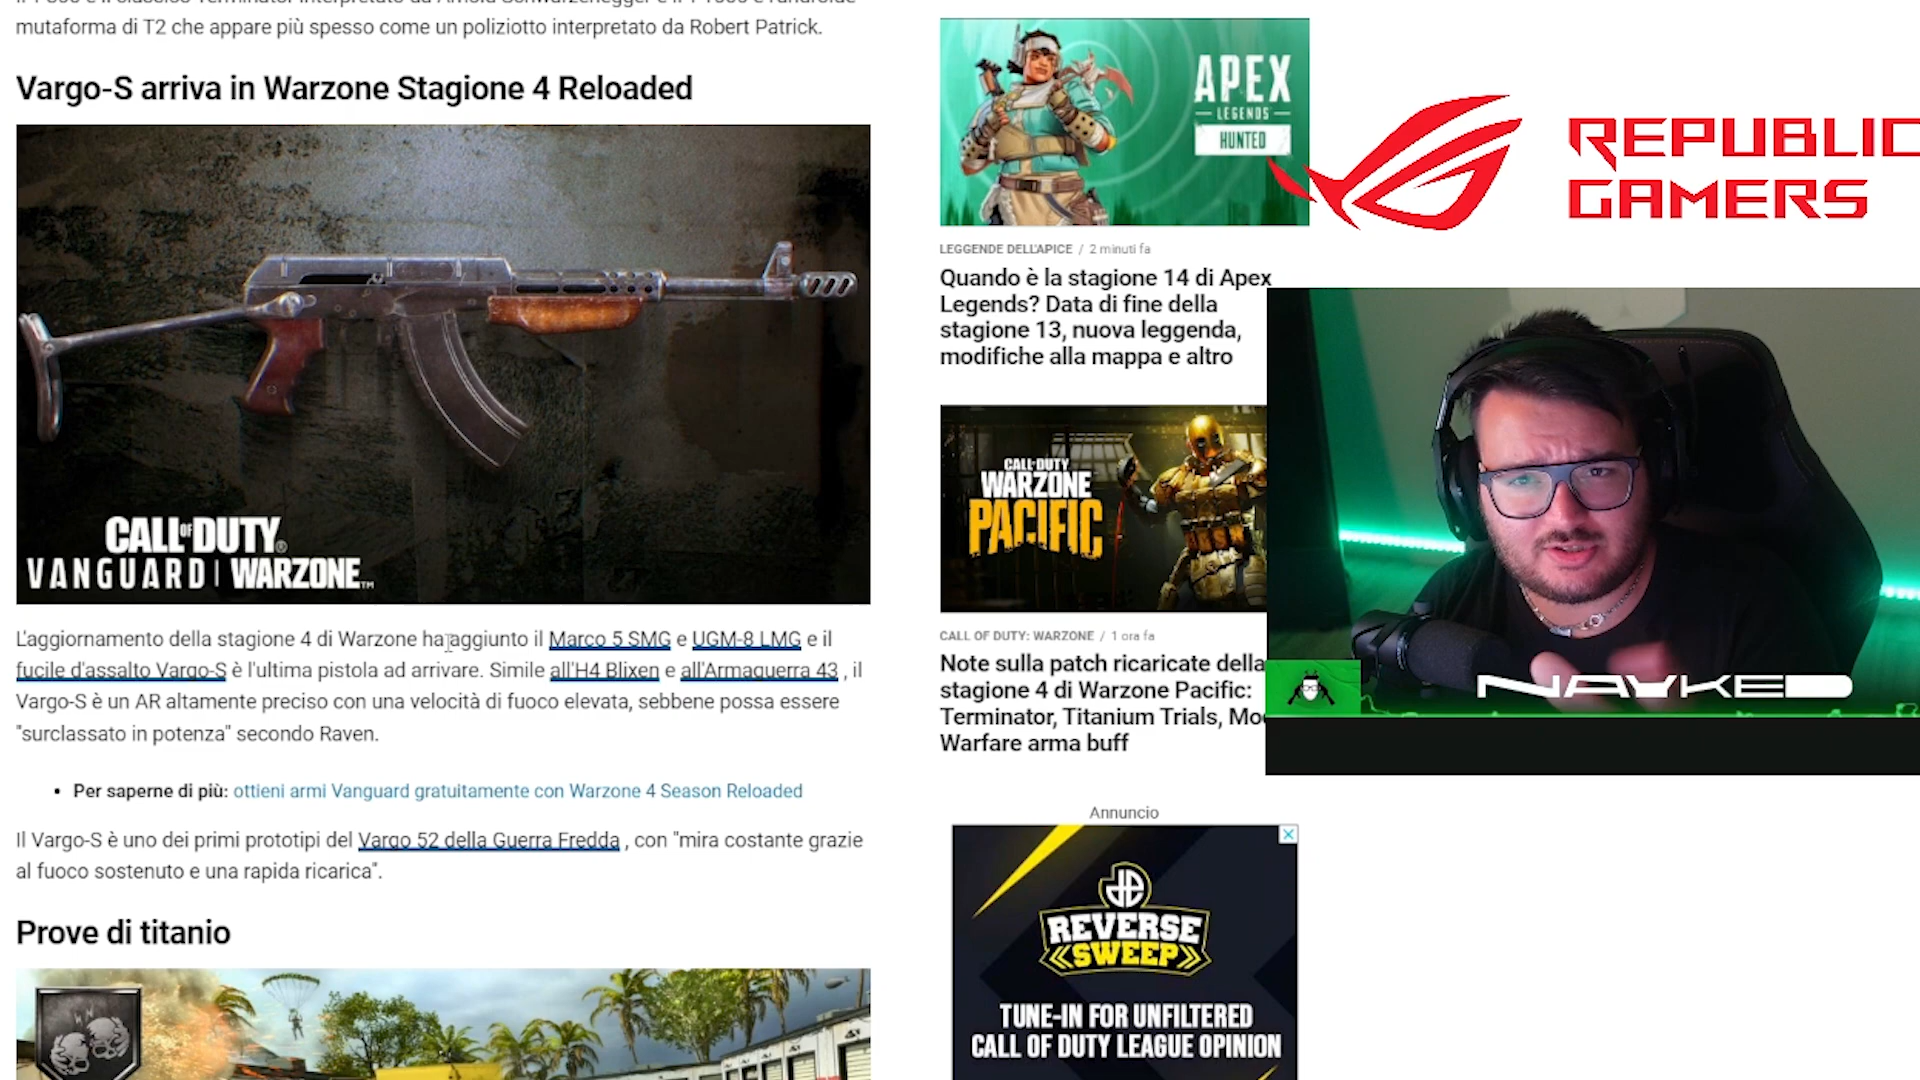 mutaforma di T2 che appare più spesso come un poliziotto interpretato da Robert Patrick.
Vargo-S arriva in Warzone Stagione 4 Reloaded
CALL OF DUTY®
VANGUARD | WARZONE™
L'aggiornamento della stagione 4 di Warzone ha aggiunto il Marco 5 SMG e UGM-8 LMG e il
fucile d'assalto Vargo-S è l'ultima pistola ad arrivare. Simile all'H4 Blixen e all'Armaguerra 43 , il
Vargo-S è un AR altamente preciso con una velocità di fuoco elevata, sebbene possa essere
"surclassato in potenza" secondo Raven.
• Per saperne di più: ottieni armi Vanguard gratuitamente con Warzone 4 Season Reloaded
Il Vargo-S è uno dei primi prototipi del Vargo 52 della Guerra Fredda , con "mira costante grazie
al fuoco sostenuto e una rapida ricarica".
Prove di titanio
APEX
LEGENDS
HUNTED
LEGGENDE DELL'APICE / 2 minuti fa
Quando è la stagione 14 di Apex
Legends? Data di fine della
stagione 13, nuova leggenda,
modifiche alla mappa e altro
CALL OF DUTY
WARZONE
PACIFIC
CALL OF DUTY: WARZONE / 1 ora fa
Note sulla patch ricaricate della
stagione 4 di Warzone Pacific:
Terminator, Titanium Trials, Mo
Warfare arma buff
Annuncio
REVERSE
SWEEP
TUNE-IN FOR UNFILTERED
CALL OF DUTY LEAGUE OPINION
REPUBLIC
GAMERS
NAYKED